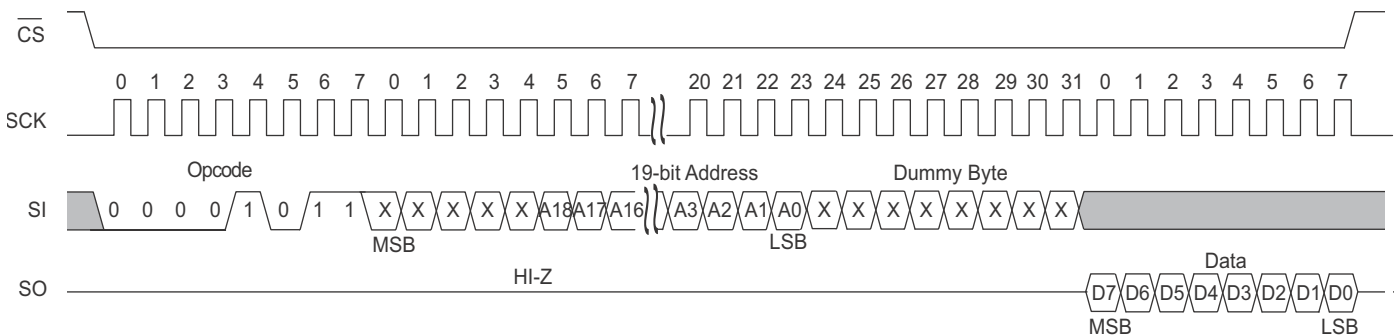 CS
0 1 2 3 4 5 6 7 0 1 2 3 4 5 6 7 20 21 22 23 24 25 26 27 28 29 30 31 0 1 2 3 4 5 6 7
SCK
Opcode 19-bit Address Dummy Byte
SI 0 0 0 0 1 0 1 1 X X X X X A18 A17 A16 A3 A2 A1 A0 X X X X X X X X
MSB LSB
HI-Z Data
SO D7 D6 D5 D4 D3 D2 D1 D0
MSB LSB